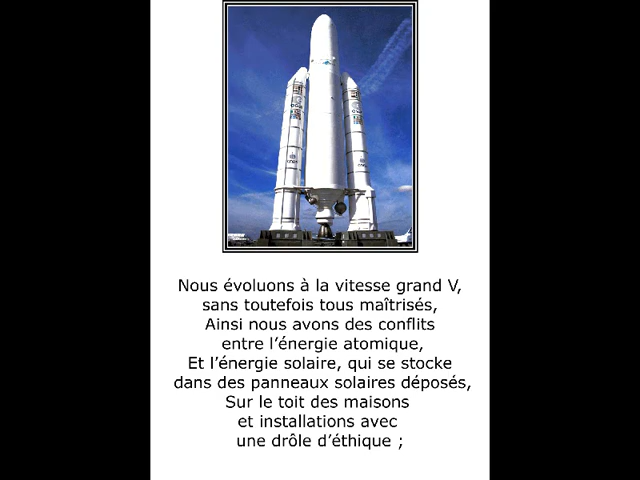 Nous évoluons à la vitesse grand V,
sans toutefois tous maîtrisés,
Ainsi nous avons des conflits
entre l’énergie atomique,
Et l’énergie solaire, qui se stocke
dans des panneaux solaires déposés,
Sur le toit des maisons
et installations avec
une drôle d’éthique ;